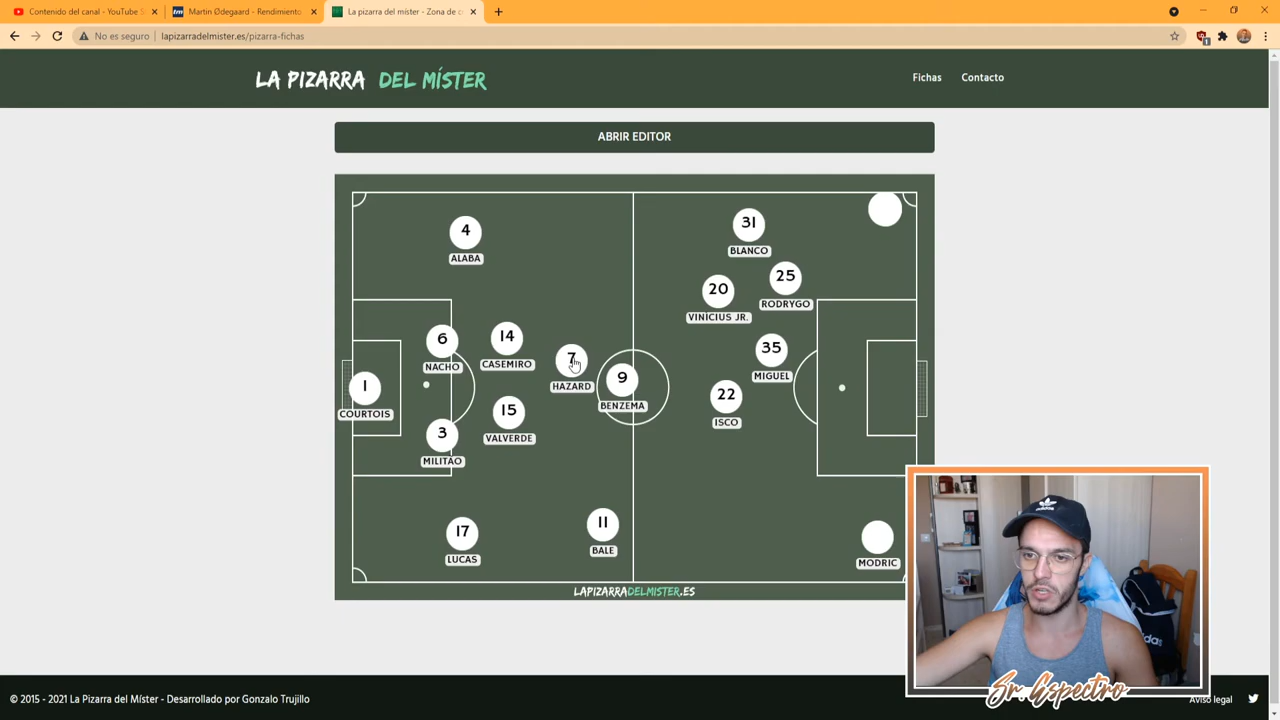 Contenido del canal - YouTube S
Martin Ødegaard - Rendimiento
La pizarra del míster - Zona de c
No es seguro
lapizarradelmister.es/pizarra-fichas
1
LA PIZARRA DEL MÍSTER
Fichas
Contacto
ABRIR EDITOR
4
ALABA
31
BLANCO
25
RODRYGO
20
VINICIUS JR.
6
NACHO
14
CASEMIRO
7
HAZARD
9
BENZEMA
35
MIGUEL
1
COURTOIS
22
ISCO
15
VALVERDE
3
MILITÃO
17
LUCAS
11
BALE
MODRIC
LAPIZARRADELMISTER.ES
adidas
Sr. Espectro
© 2015 - 2021 La Pizarra del Míster - Desarrollado por Gonzalo Trujillo
Aviso legal